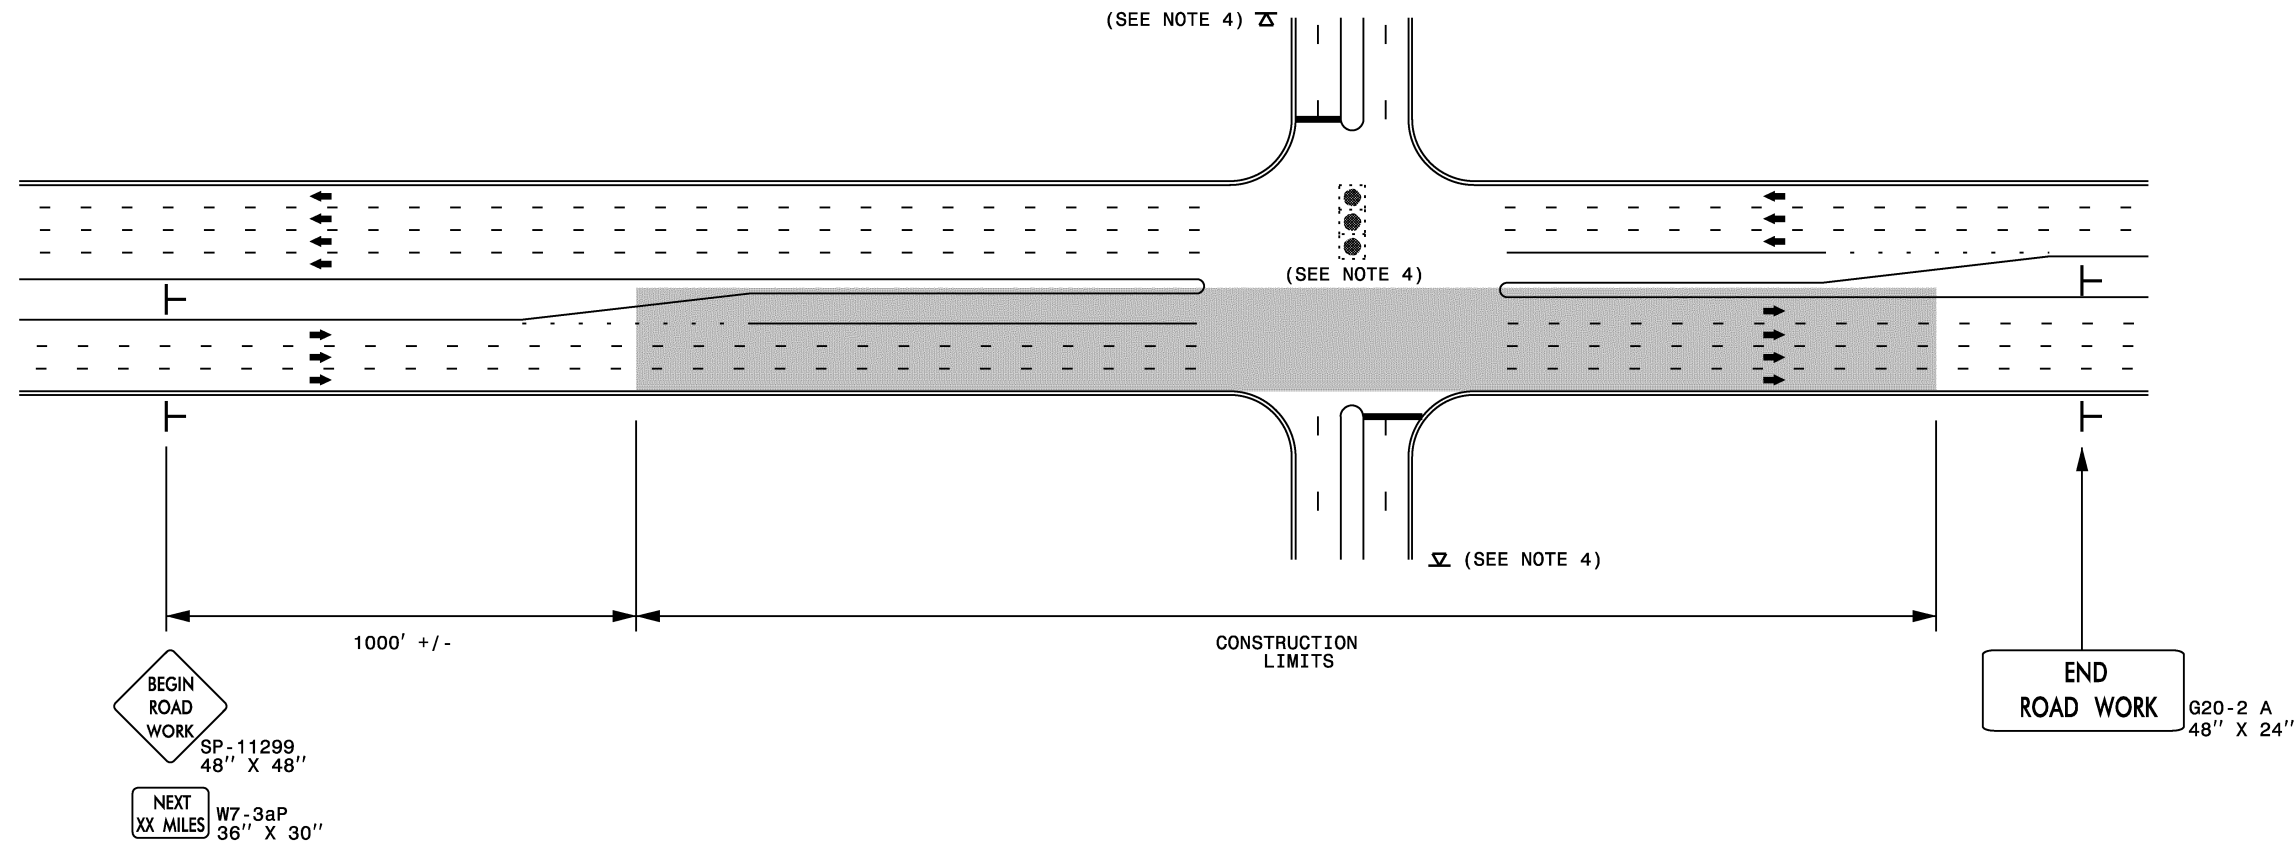 (SEE NOTE 4)
(SEE NOTE 4)
(SEE NOTE 4)
1000' +/-
CONSTRUCTION
LIMITS
BEGIN
ROAD
WORK
SP-11299
48'' X 48''
NEXT
XX MILES
W7-3aP
36'' X 30''
END
ROAD WORK
G20-2 A
48'' X 24''